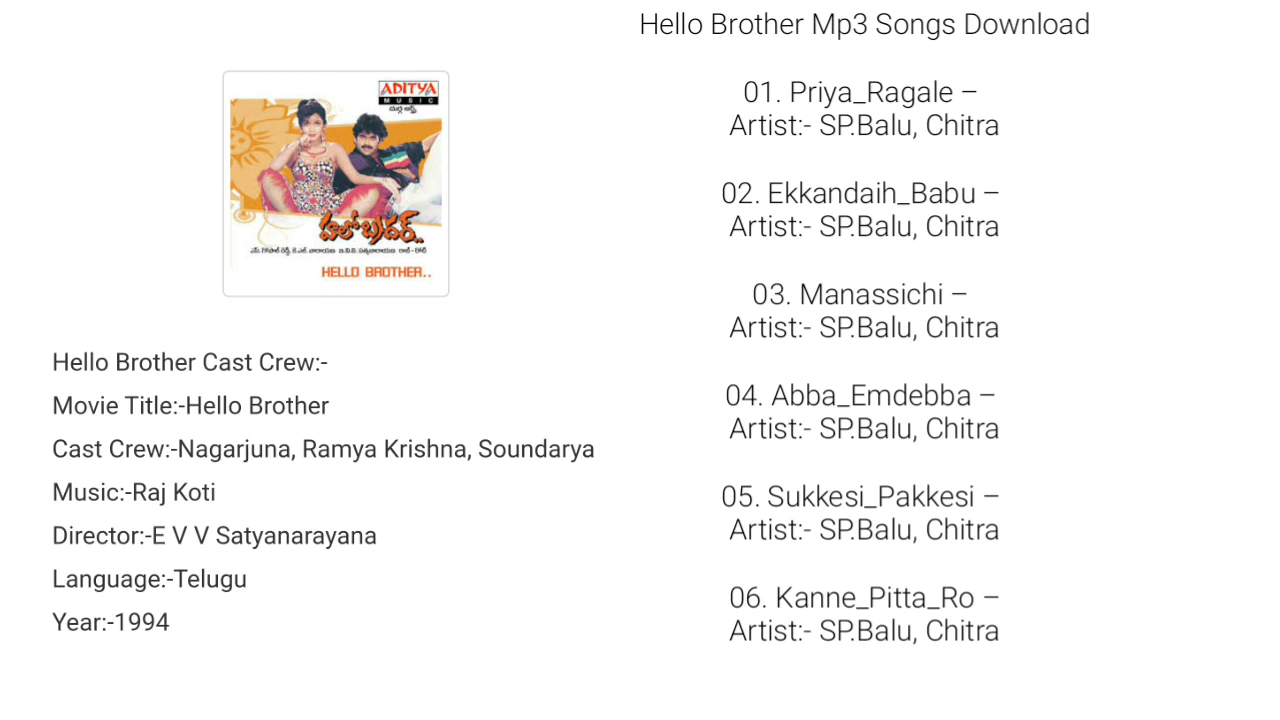 Hello Brother Mp3 Songs Download
ADITYA
MUSIC
హలో బ్రదర్..
HELLO BROTHER..
Hello Brother Cast Crew:-
Movie Title:-Hello Brother
Cast Crew:-Nagarjuna, Ramya Krishna, Soundarya
Music:-Raj Koti
Director:-E V V Satyanarayana
Language:-Telugu
Year:-1994
01. Priya_Ragale –
Artist:- SP.Balu, Chitra
02. Ekkandaih_Babu –
Artist:- SP.Balu, Chitra
03. Manassichi –
Artist:- SP.Balu, Chitra
04. Abba_Emdebba –
Artist:- SP.Balu, Chitra
05. Sukkesi_Pakkesi –
Artist:- SP.Balu, Chitra
06. Kanne_Pitta_Ro –
Artist:- SP.Balu, Chitra